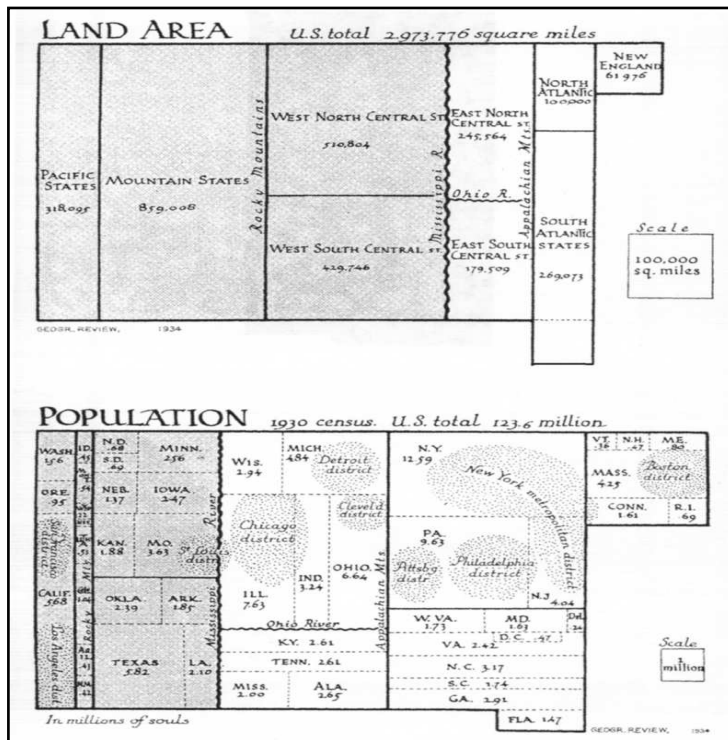 LAND AREA U.S. total 2.973.776 square miles
NEW
ENGLAND
61 976
NORTH
ATLANTIC
100,000
WEST NORTH CENTRAL ST.
510,804
EAST NORTH
CENTRAL ST.
245,564
PACIFIC
STATES
318,095
MOUNTAIN STATES
859.008
Rocky Mountains
Mississippi R.
Ohio R.
Appalachian Mts.
WEST SOUTH CENTRAL ST.
429,746
EAST SOUTH
CENTRAL ST.
179,509
SOUTH
ATLANTIC
STATES
269,073
Scale
100,000
sq. miles
GEOGR. REVIEW, 1934
POPULATION 1930 census. U.S. total 123.6 million
WASH.
1.56
ORE.
.95
San Francisco
district
CALIF.
5.68
Los Angeles dist
ID.
.45
Rocky Mts
N.D.
.68
S.D.
.69
MINN.
2.56
NEB.
1.37
IOWA
2.47
KAN.
1.88
MO.
3.63
St Louis
distr
OKLA.
2.39
ARK.
1.85
TEXAS
5.82
LA.
2.10
Mississippi River
WIS.
2.94
MICH
4.84
Detroit
district
Chicago
district
Cleveld
district
ILL.
7.63
IND.
3.24
OHIO.
6.64
Ohio River
KY. 2.61
TENN. 2.61
MISS.
2.00
ALA.
2.65
Appalachian Mts
N.Y.
12.59
New York metropolitan district
PA.
9.63
Pittsbg
distr
Philadelphia
district
N.J
4.04
W. VA.
1.73
MD.
1.63
Del.
.24
D.C. .47
VA. 2.42
N.C. 3.17
S.C. 1.74
GA. 2.91
FLA. 1.47
VT.
.36
N.H.
.47
ME.
.80
MASS.
4.25
Boston
district
CONN.
1.61
R.I.
.69
Scale
1
million
In millions of souls
GEOGR. REVIEW, 1934